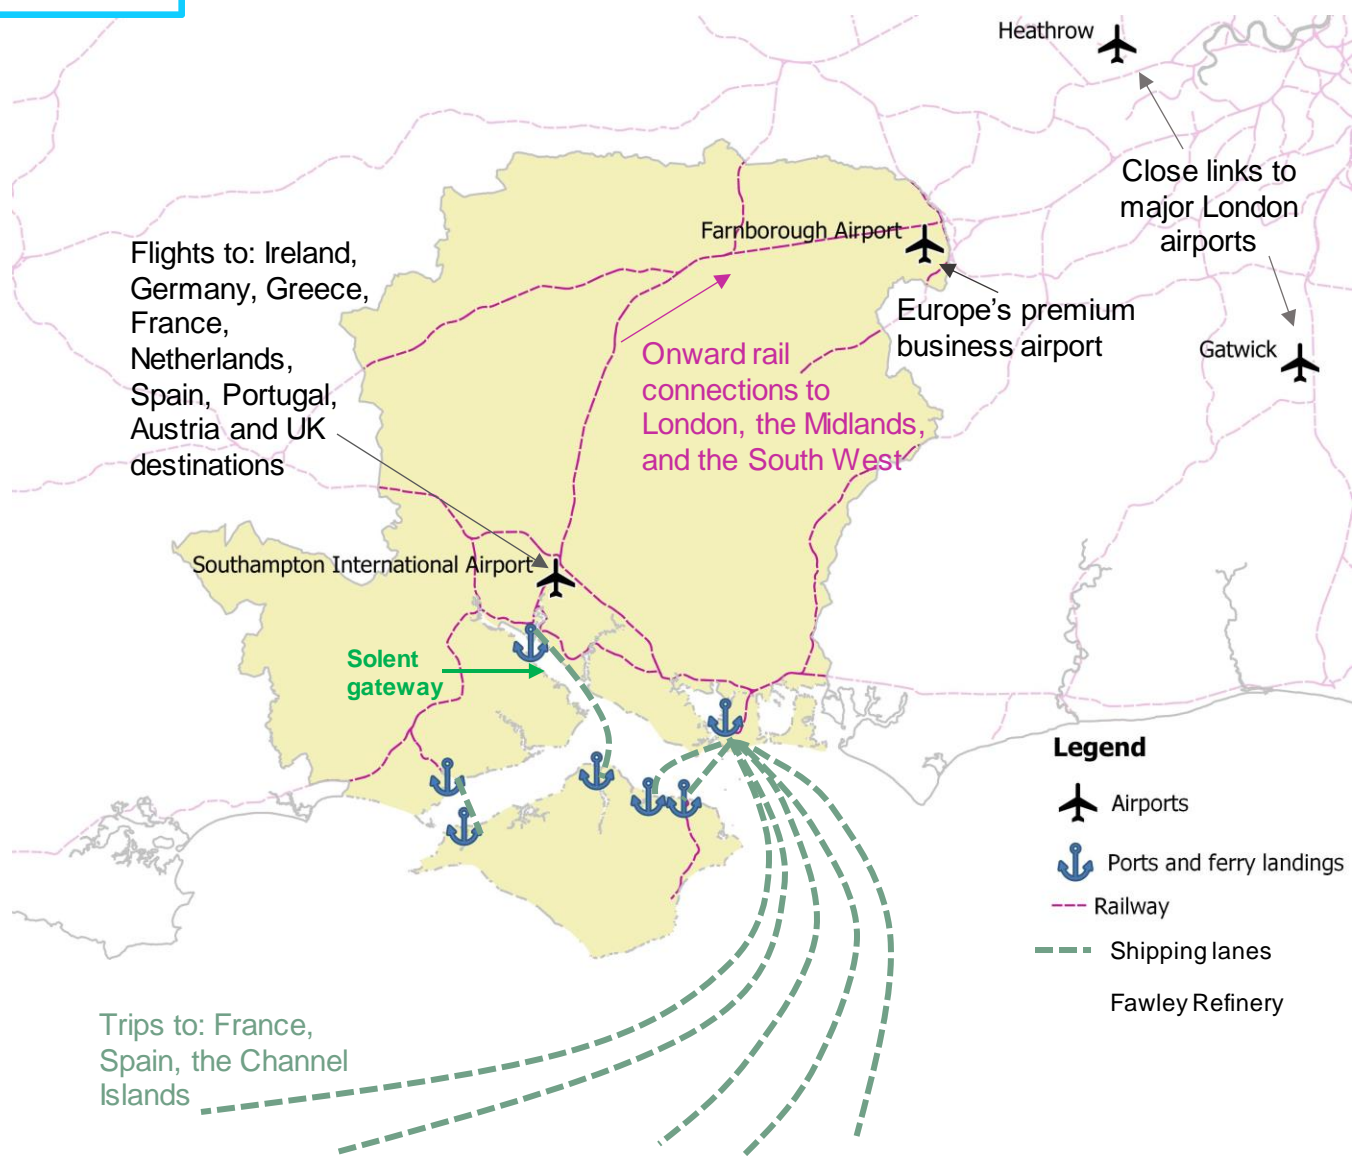 Heathrow
Close links to
major London
airports
Farnborough Airport
Flights to: Ireland,
Germany, Greece,
France,
Netherlands,
Spain, Portugal,
Austria and UK
destinations
Europe's premium
business airport
Gatwick
Onward rail
connections to
London, the Midlands,
and the South West
Southampton International Airport
Solent
gateway
Legend
Airports
Ports and ferry landings
Railway
Shipping lanes
Fawley Refinery
Trips to: France,
Spain, the Channel
Islands